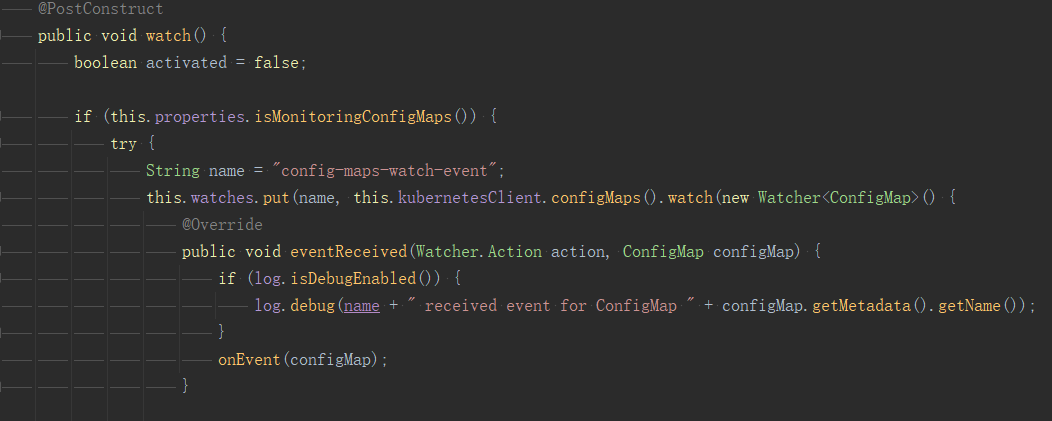 @PostConstruct
public void watch() {
boolean activated = false;
if (this.properties.isMonitoringConfigMaps()) {
try {
String name = "config-maps-watch-event";
this.watches.put(name, this.kubernetesClient.configMaps().watch(new Watcher<ConfigMap>() {
@Override
public void eventReceived(Watcher.Action action, ConfigMap configMap) {
if (log.isDebugEnabled()) {
log.debug(name + " received event for ConfigMap " + configMap.getMetadata().getName());
}
onEvent(configMap);
}